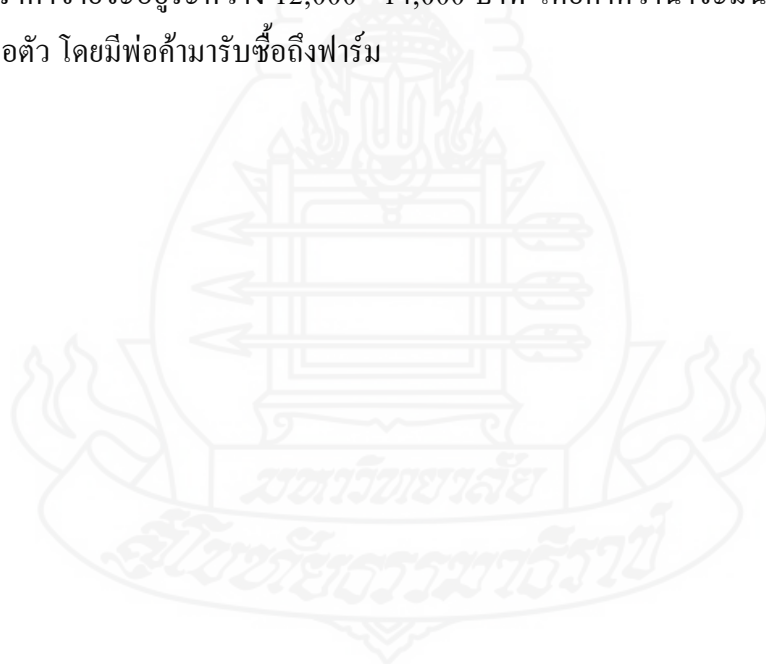 ราคาขายจะอยู่ระหว่าง 12,000 - 14,000 บาท
อตัว โดยมีพ่อค้ามารับซื้อถึงฟาร์ม
มหาวิทยาลัย
สุโขทัยธรรมาธิราช